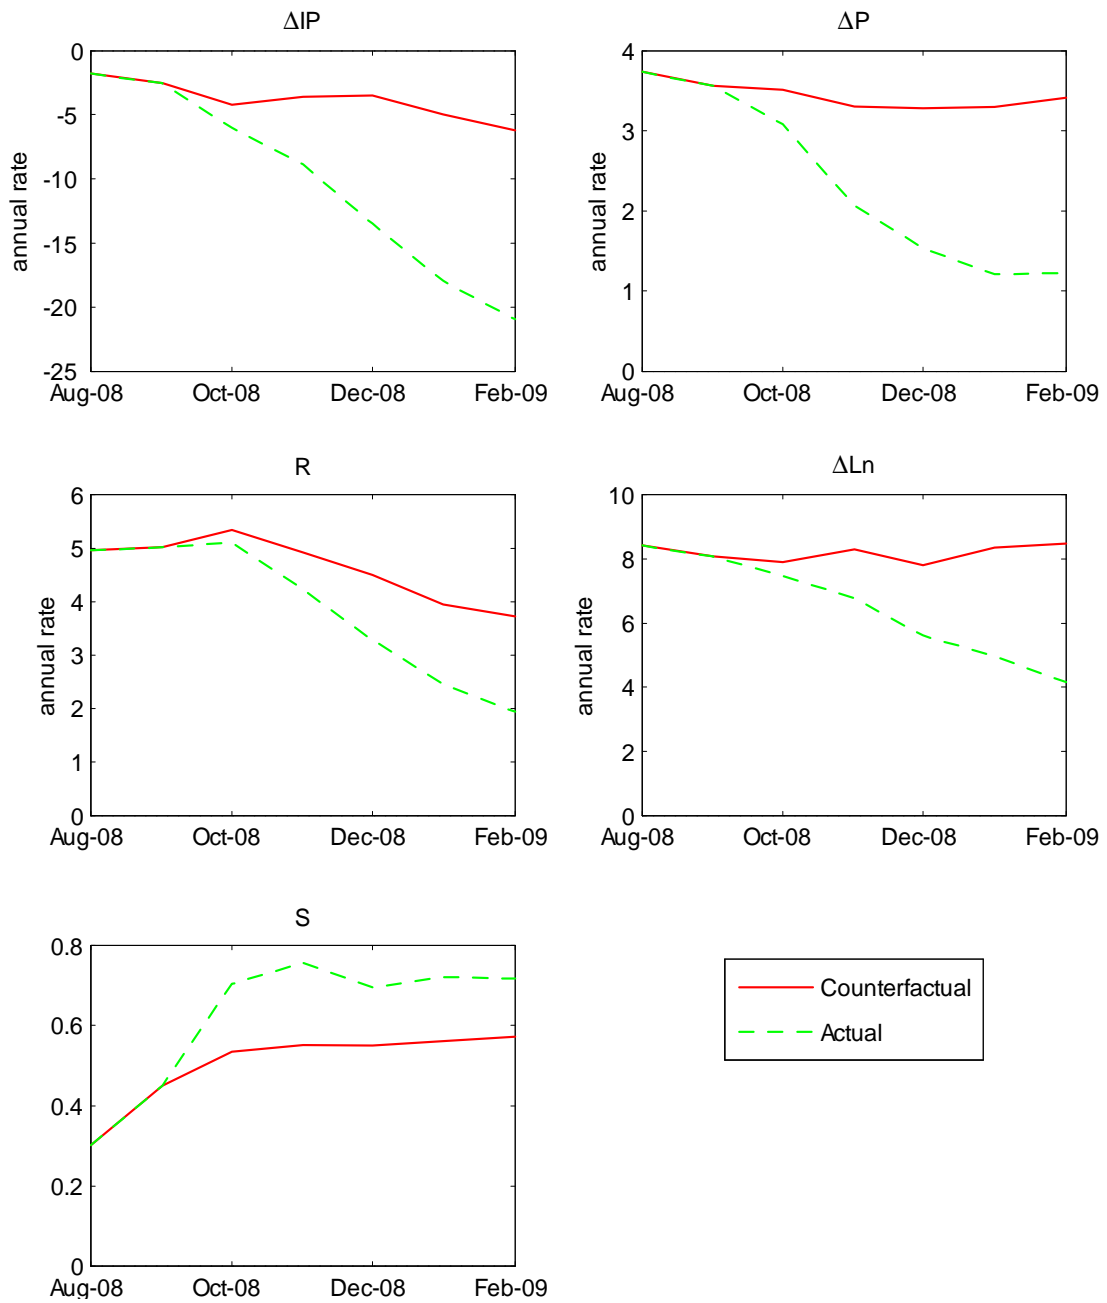 ΔIP
0
-5
-10
-15
-20
-25
annual rate
Aug-08 Oct-08 Dec-08 Feb-09
ΔP
4
3
2
1
0
annual rate
Aug-08 Oct-08 Dec-08 Feb-09
R
6
5
4
3
2
1
0
annual rate
Aug-08 Oct-08 Dec-08 Feb-09
ΔLn
10
8
6
4
2
0
annual rate
Aug-08 Oct-08 Dec-08 Feb-09
S
0.8
0.6
0.4
0.2
0
Aug-08 Oct-08 Dec-08 Feb-09
Counterfactual
Actual